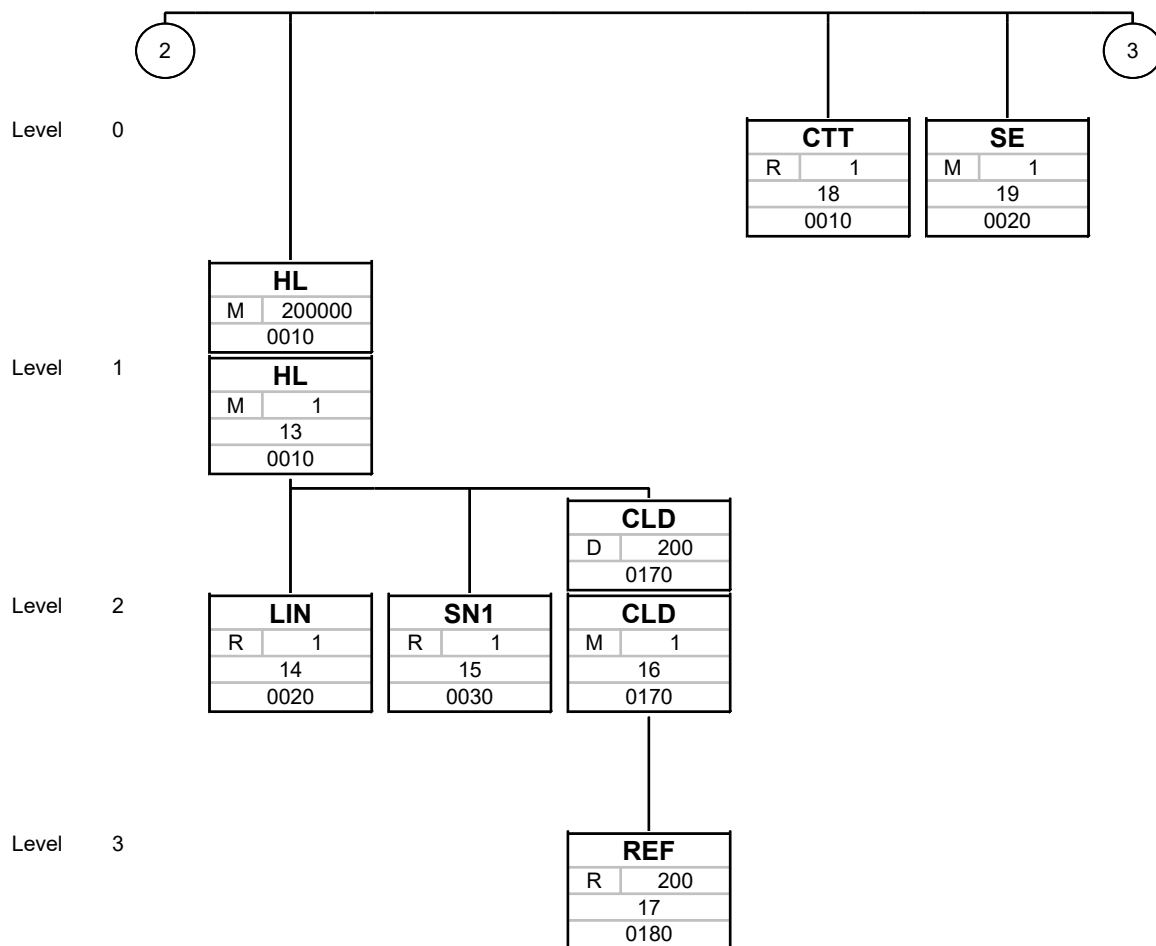 2
3
Level 0
CTT
R 1
18
0010
SE
M 1
19
0020
HL
M 200000
0010
Level 1
HL
M 1
13
0010
CLD
D 200
0170
Level 2
LIN
R 1
14
0020
SN1
R 1
15
0030
CLD
M 1
16
0170
Level 3
REF
R 200
17
0180